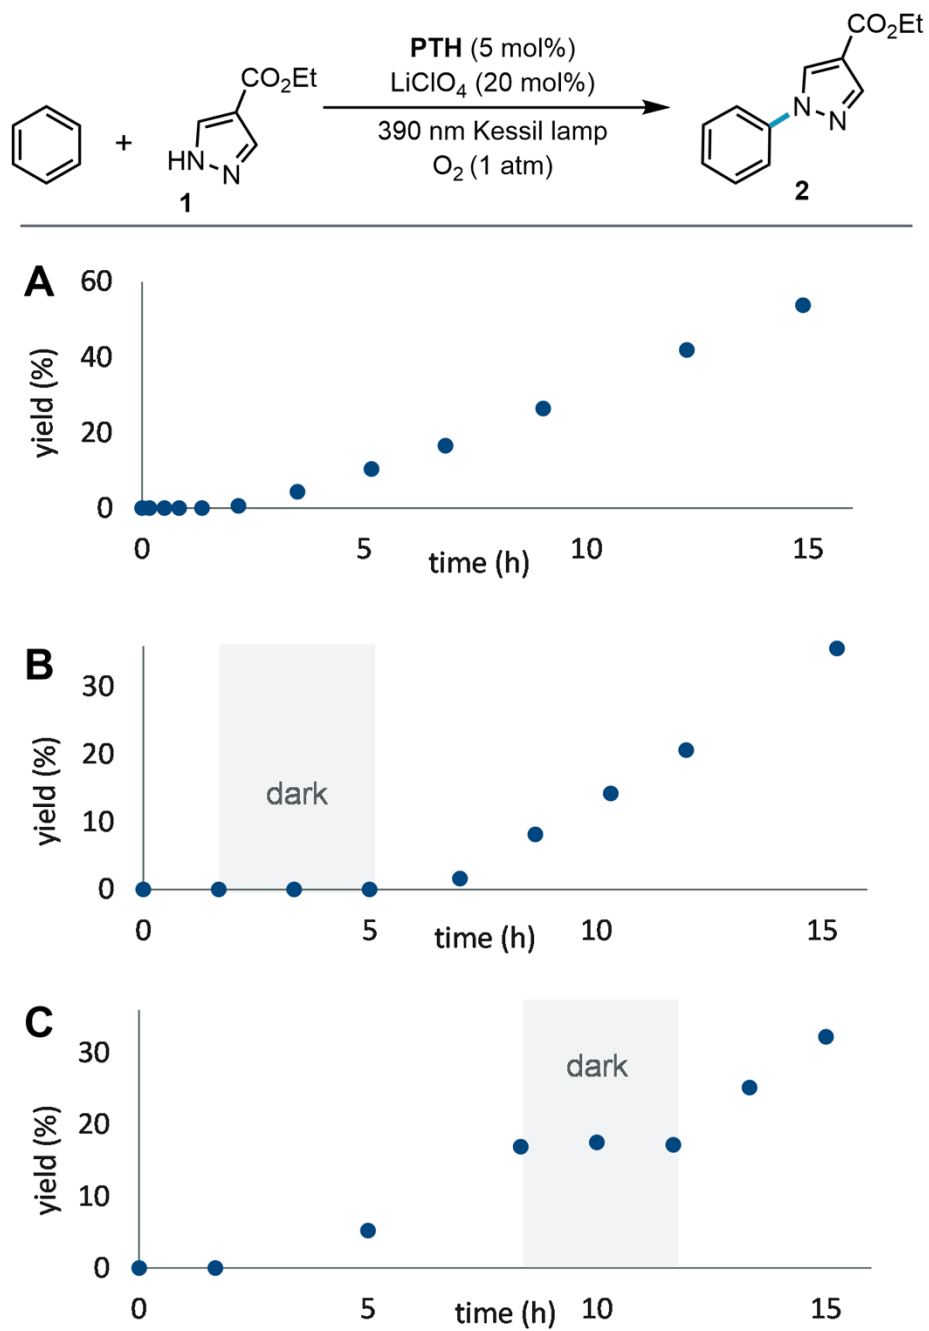 PTH (5 mol%)
LiClO4 (20 mol%)
390 nm Kessil lamp
O2 (1 atm)
+
CO2Et
HN
N
1
CO2Et
N
N
2
A
yield (%)
60
40
20
0
0 5 10 15
time (h)
B
yield (%)
30
20
10
0
dark
0 5 10 15
time (h)
C
yield (%)
30
20
10
0
dark
0 5 10 15
time (h)